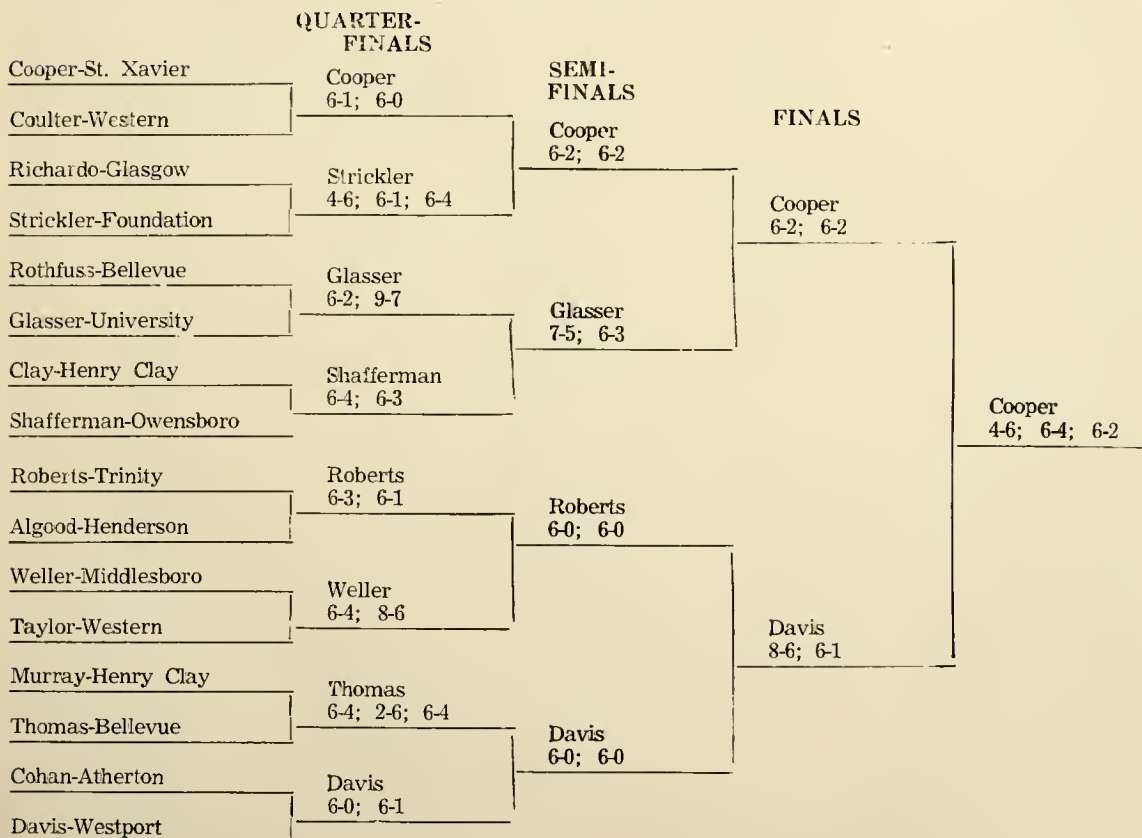 QUARTER-
FINALS
Cooper-St. Xavier
Coulter-Western
Richardo-Glasgow
Strickler-Foundation
Rothfuss-Bellevue
Glasser-University
Clay-Henry Clay
Shafferman-Owensboro
Roberts-Trinity
Algood-Henderson
Weller-Middlesboro
Taylor-Western
Murray-Henry Clay
Thomas-Bellevue
Cohan-Atherton
Davis-Westport
Cooper
6-1; 6-0
Strickler
4-6; 6-1; 6-4
Glasser
6-2; 9-7
Shafferman
6-4; 6-3
Roberts
6-3; 6-1
Weller
6-4; 8-6
Thomas
6-4; 2-6; 6-4
Davis
6-0; 6-1
SEMI-
FINALS
Cooper
6-2; 6-2
Glasser
7-5; 6-3
Roberts
6-0; 6-0
Davis
6-0; 6-0
FINALS
Cooper
6-2; 6-2
Davis
8-6; 6-1
Cooper
4-6; 6-4; 6-2